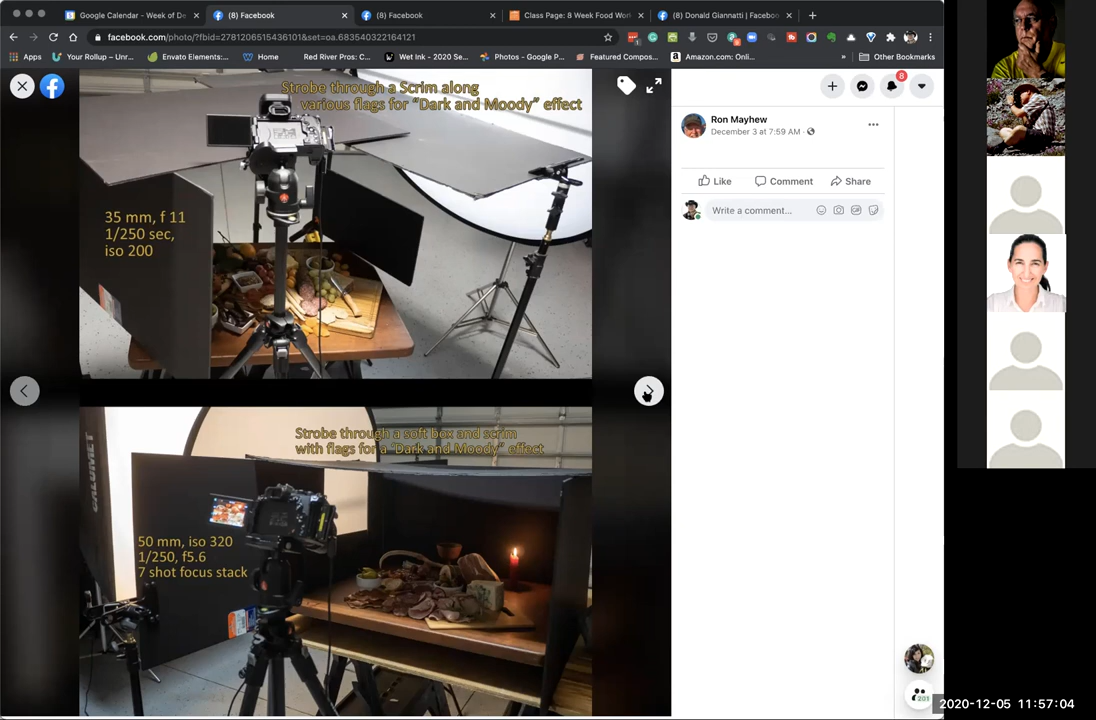 Google Calendar - Week of De
(8) Facebook
(8) Facebook
Class Page: 8 Week Food Wor
(8) Donald Giannatti | Facebo
facebook.com/photo/?fbid=2781206515436101&set=oa.683540322164121
Apps
Your Rollup – Unr...
Envato Elements:...
Home
Red River Pros: C...
Wet Ink - 2020 Se...
Photos - Google P...
Featured Compos...
Amazon.com: Onli...
»
Other Bookmarks
Strobe through a Scrim along
various flags for "Dark and Moody" effect
35 mm, f 11
1/250 sec,
iso 200
Strobe through a soft box and scrim
with flags for a "Dark and Moody" effect
CALUMET
50 mm, iso 320
1/250, f5.6
7 shot focus stack
8
Ron Mayhew
December 3 at 7:59 AM ·
Like
Comment
Share
Write a comment...
201
2020-12-05 11:57:04